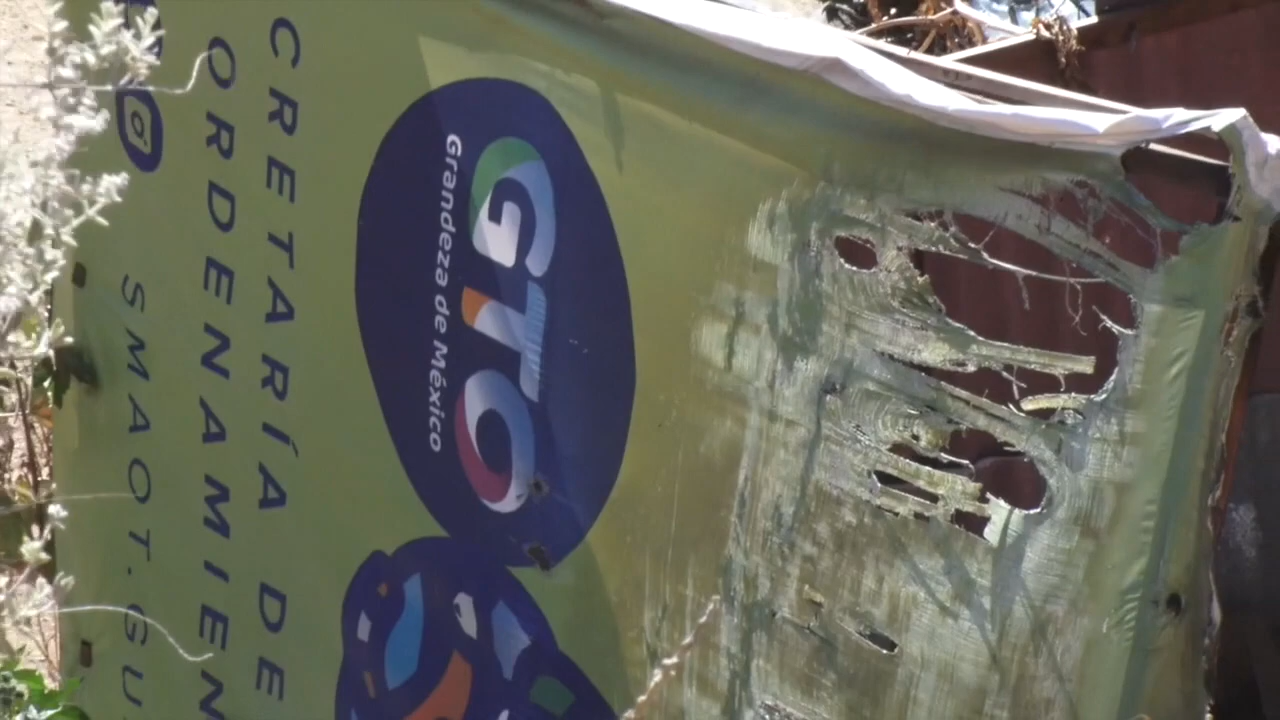 GTO
Grandeza de México
CRETARÍA DE
ORDENAMIEN
SMAOT.GU